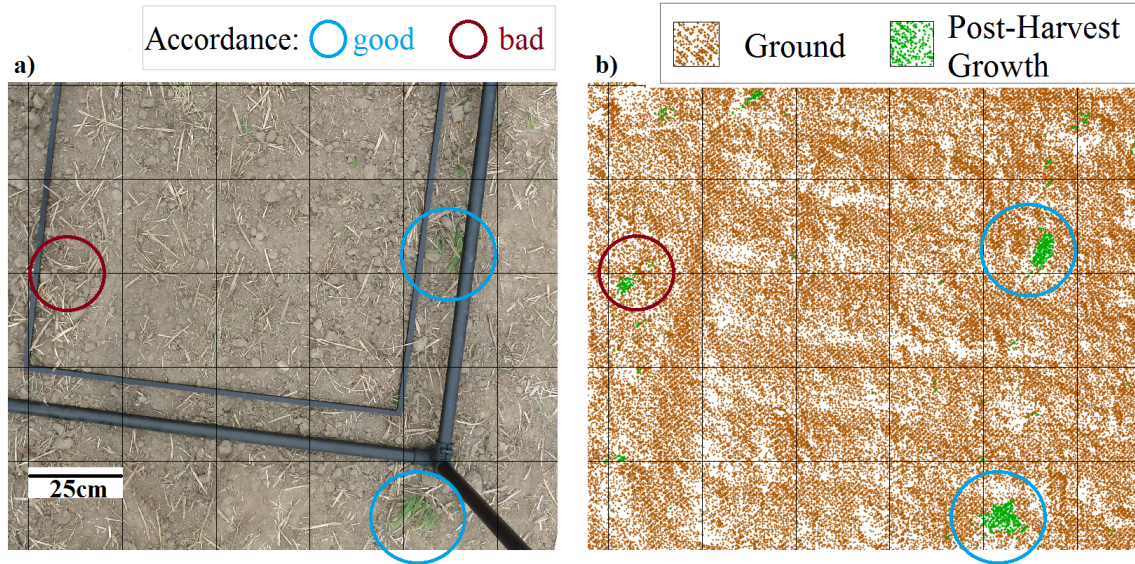 Accordance: good bad
Ground
Post-Harvest
Growth
a)
b)
25cm